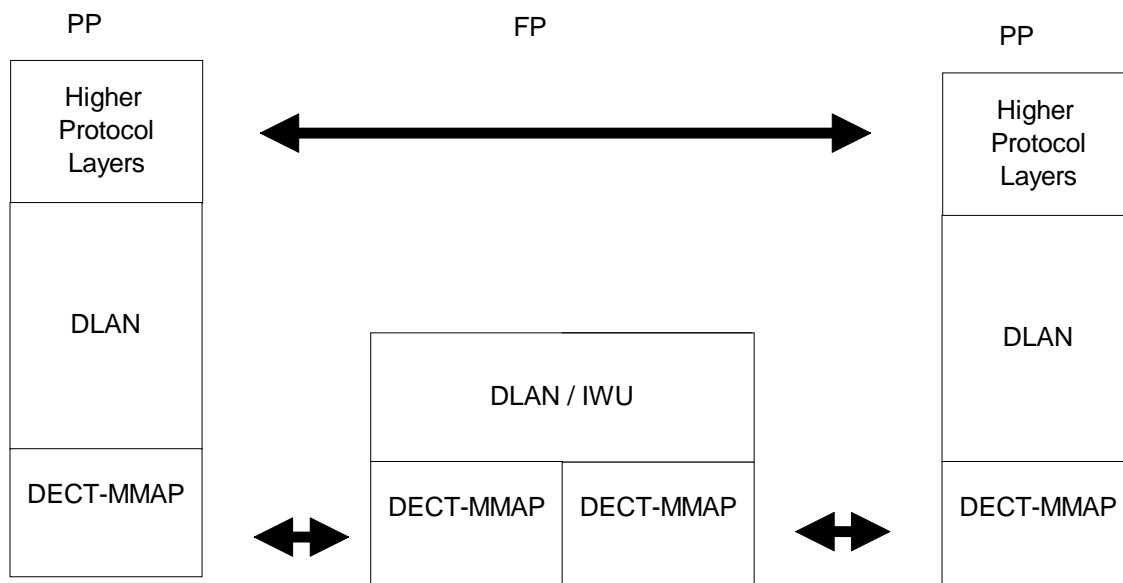 PP
FP
PP
Higher
Protocol
Layers
Higher
Protocol
Layers
DLAN
DLAN
DLAN / IWU
DECT-MMAP
DECT-MMAP
DECT-MMAP
DECT-MMAP